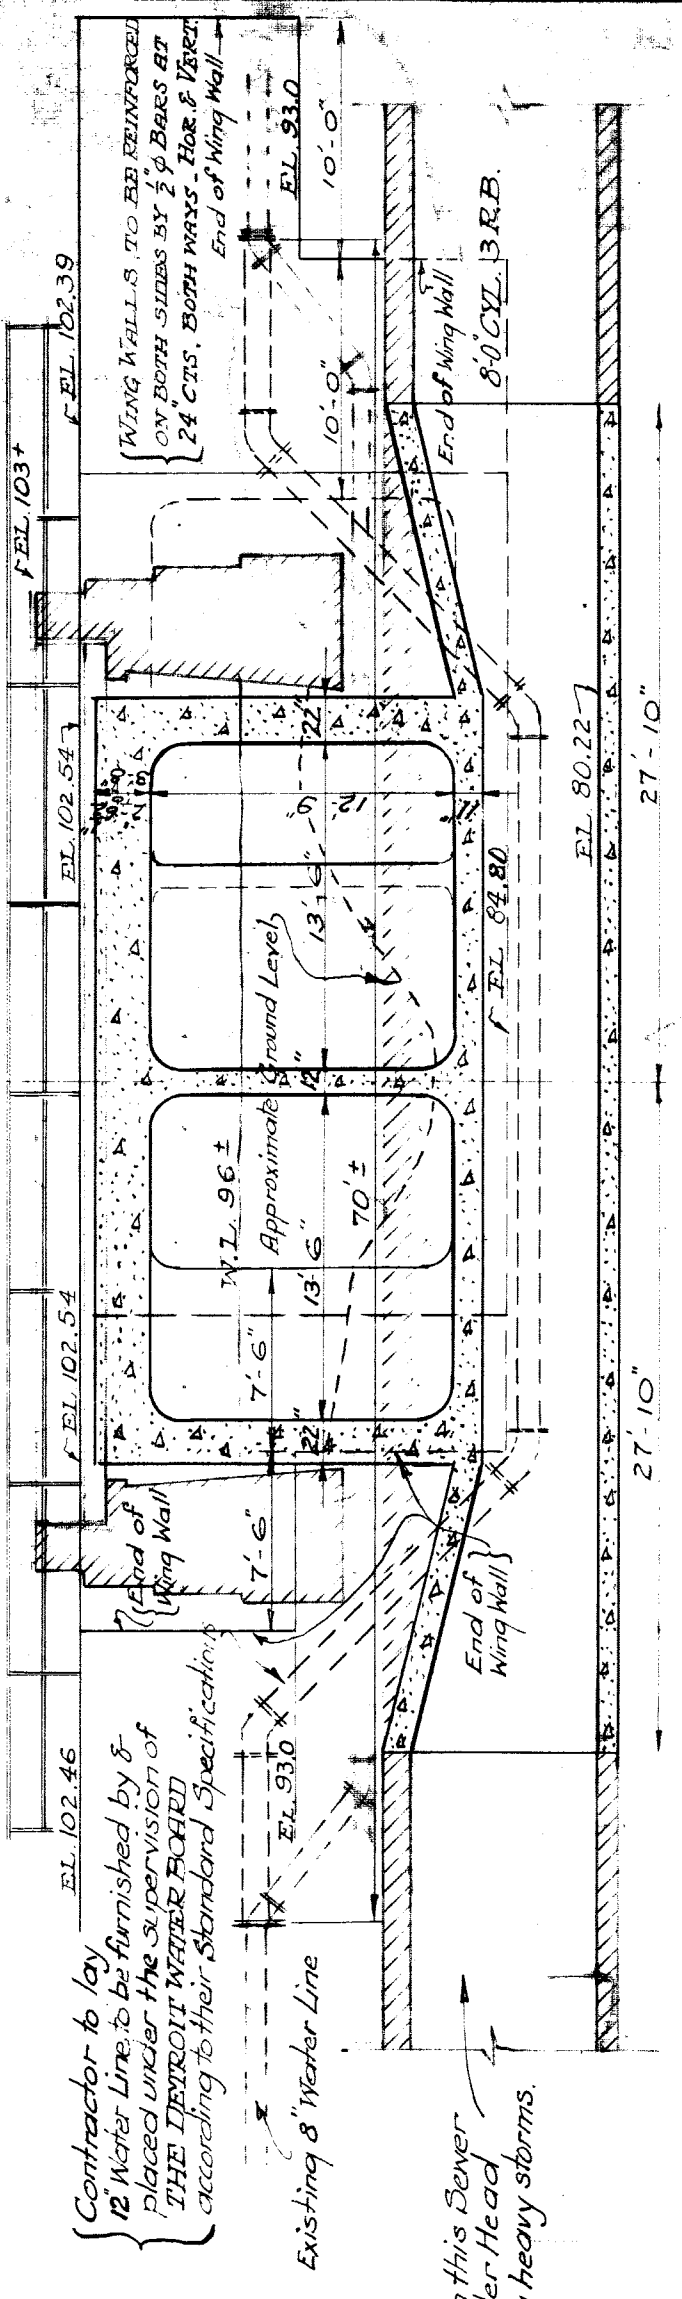 Contractor to lay
12" Water Line, to be furnished by &
placed under the supervision of
THE DETROIT WATER BOARD
according to their Standard Specifications
EL. 102.46
EL. 102.54
EL. 102.54
EL. 103+
EL. 102.39
WING WALLS TO BE REINFORCED
ON BOTH SIDES BY ½"ϕ BARS AT
24" CTS. BOTH WAYS - HOR. & VERT.
End of Wing Wall
EL. 93.0
10'-0"
10'-0"
End of
Wing Wall
7'-6"
7'-6"
W.L. 96 ±
Approximate Ground Level
22"
13'-6"
12"
13'-6"
22"
12'-9"
11"
70' ±
EL. 93.0
Existing 8" Water Line
End of
Wing Wall
EL. 84.80
End of Wing Wall
8'-0" CYL. 3 R.B.
EL. 80.22
27'-10"
27'-10"
this Sewer
Head
heavy storms.